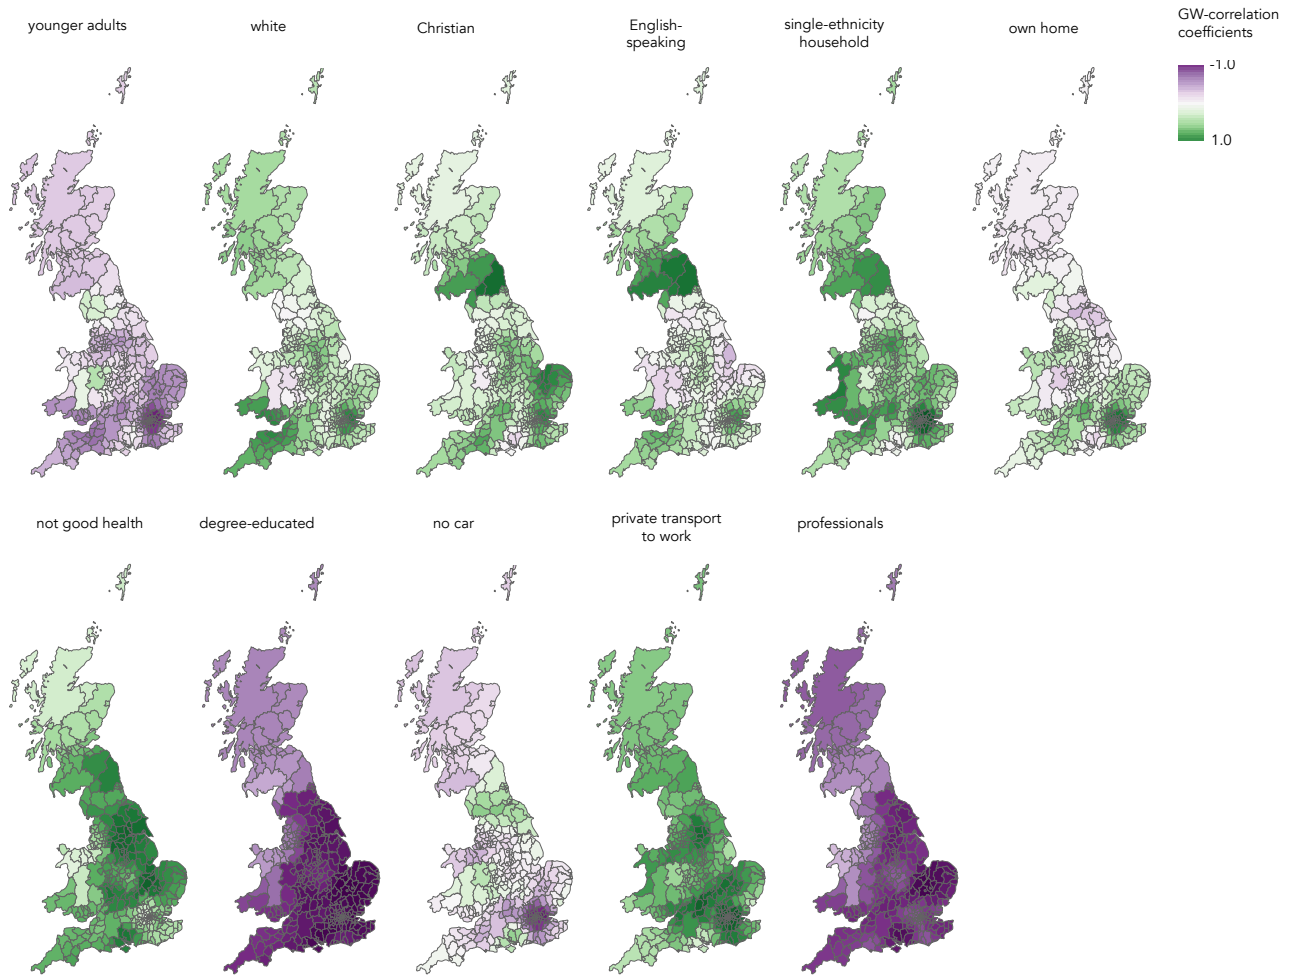 younger adults
white
Christian
English-
speaking
single-ethnicity
household
own home
GW-correlation
coefficients
-1.0
1.0
not good health
degree-educated
no car
private transport
to work
professionals